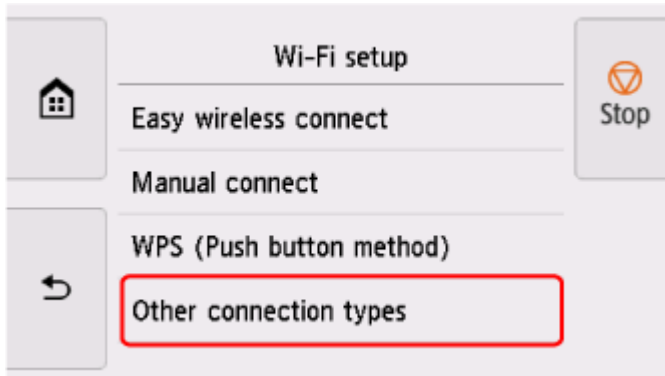 Wi-Fi setup
Easy wireless connect
Stop
Manual connect
WPS (Push button method)
Other connection types